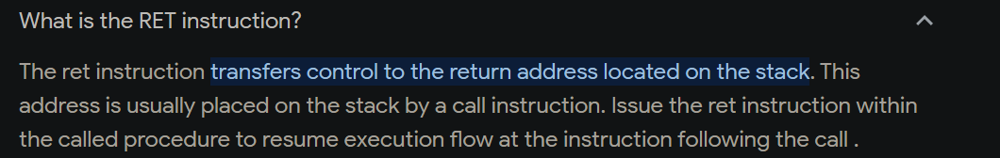 What is the RET instruction?
The ret instruction transfers control to the return address located on the stack. This
address is usually placed on the stack by a call instruction. Issue the ret instruction within
the called procedure to resume execution flow at the instruction following the call .